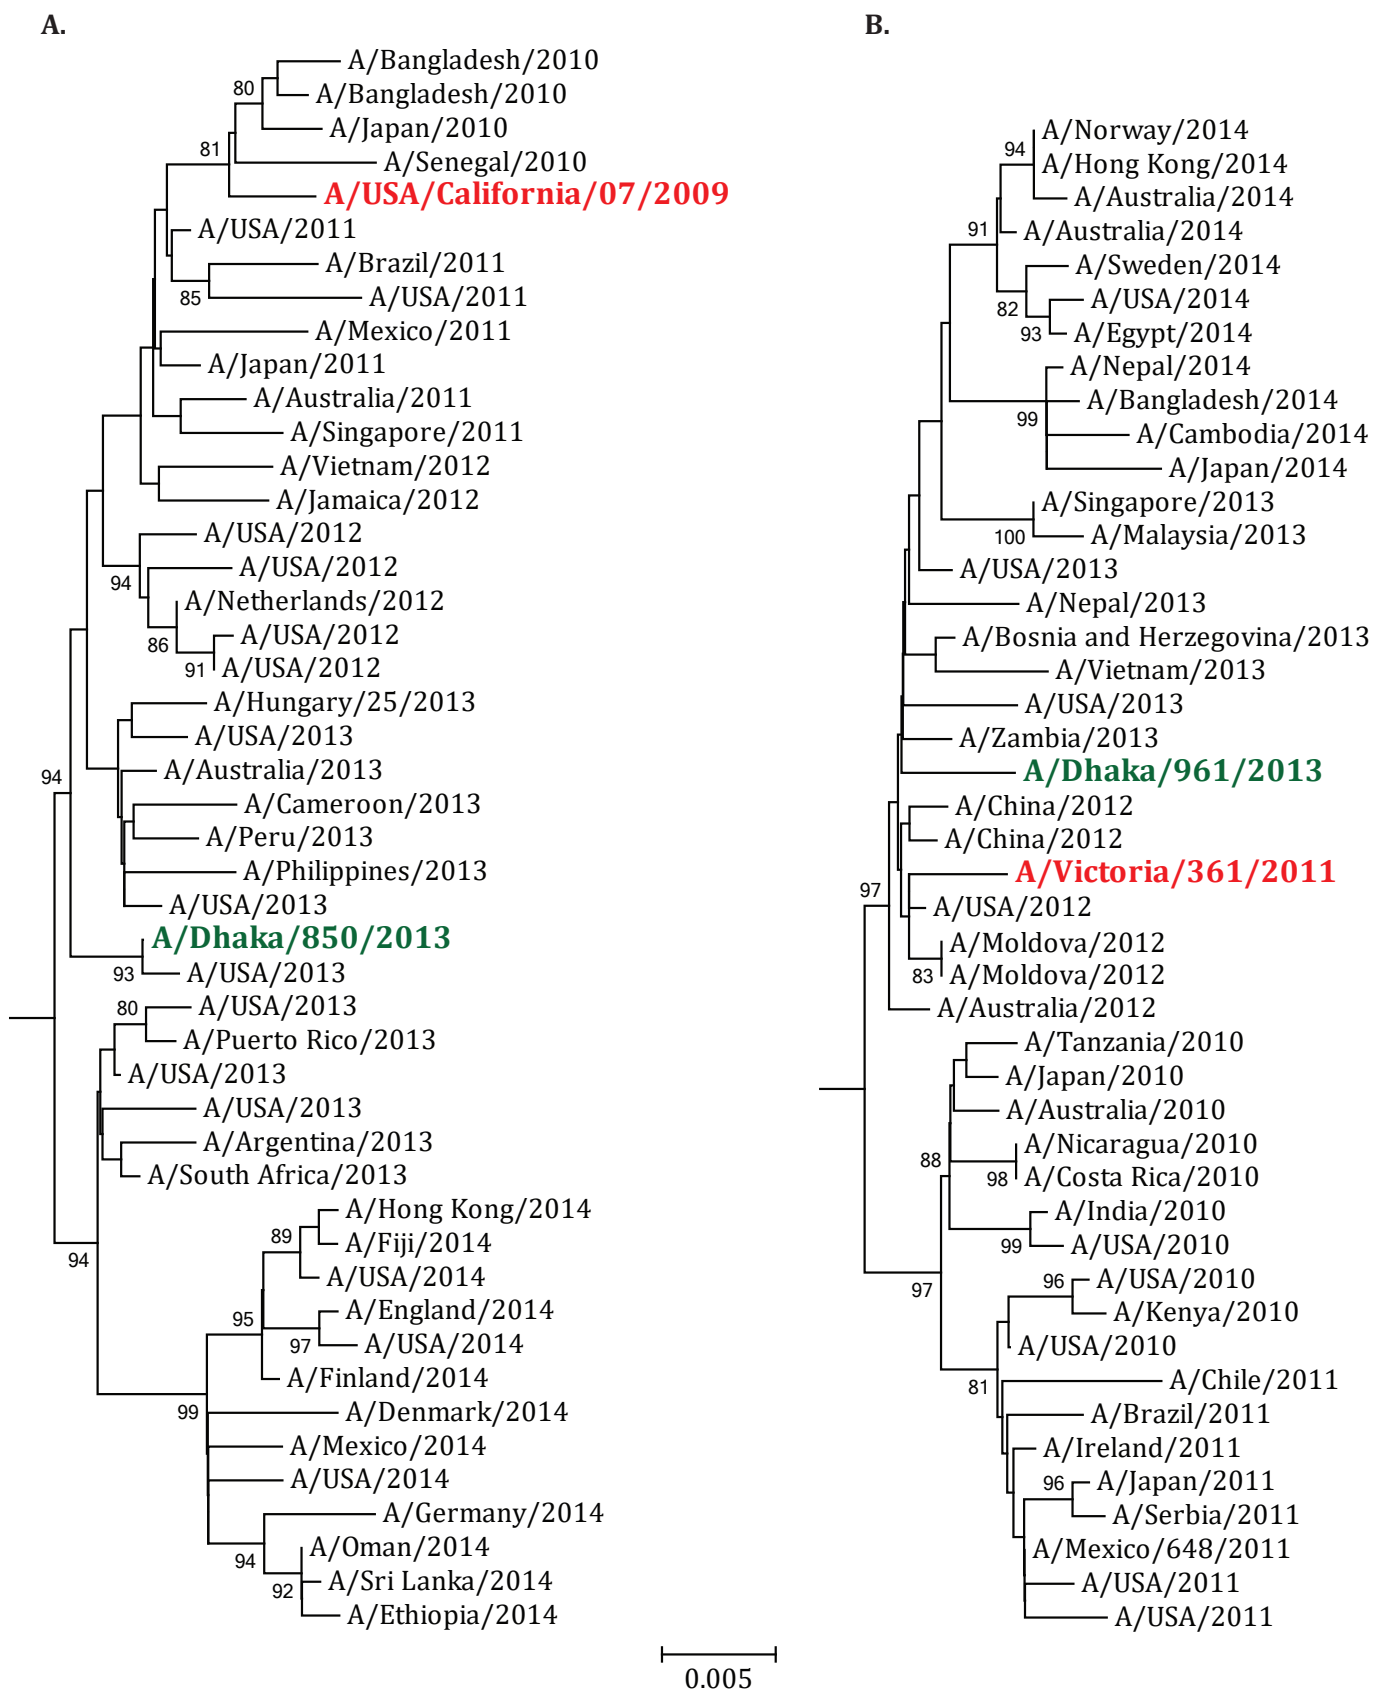 A.
A/Bangladesh/2010
80
A/Bangladesh/2010
A/Japan/2010
81
A/Senegal/2010
A/USA/California/07/2009
A/USA/2011
A/Brazil/2011
85
A/USA/2011
A/Mexico/2011
A/Japan/2011
A/Australia/2011
A/Singapore/2011
A/Vietnam/2012
A/Jamaica/2012
A/USA/2012
94
A/USA/2012
A/Netherlands/2012
86
A/USA/2012
91
A/USA/2012
A/Hungary/25/2013
A/USA/2013
94
A/Australia/2013
A/Cameroon/2013
A/Peru/2013
A/Philippines/2013
A/USA/2013
A/Dhaka/850/2013
93
A/USA/2013
80
A/USA/2013
A/Puerto Rico/2013
A/USA/2013
A/USA/2013
A/Argentina/2013
A/South Africa/2013
94
A/Hong Kong/2014
89
A/Fiji/2014
A/USA/2014
95
A/England/2014
97
A/USA/2014
A/Finland/2014
99
A/Denmark/2014
A/Mexico/2014
A/USA/2014
A/Germany/2014
94
A/Oman/2014
92
A/Sri Lanka/2014
A/Ethiopia/2014
B.
A/Norway/2014
94
A/Hong Kong/2014
A/Australia/2014
91
A/Australia/2014
A/Sweden/2014
82
A/USA/2014
93
A/Egypt/2014
A/Nepal/2014
A/Bangladesh/2014
99
A/Cambodia/2014
A/Japan/2014
A/Singapore/2013
100
A/Malaysia/2013
A/USA/2013
A/Nepal/2013
A/Bosnia and Herzegovina/2013
A/Vietnam/2013
A/USA/2013
A/Zambia/2013
A/Dhaka/961/2013
A/China/2012
A/China/2012
A/Victoria/361/2011
97
A/USA/2012
A/Moldova/2012
83
A/Moldova/2012
A/Australia/2012
A/Tanzania/2010
A/Japan/2010
A/Australia/2010
88
A/Nicaragua/2010
98
A/Costa Rica/2010
A/India/2010
99
A/USA/2010
97
96
A/USA/2010
A/Kenya/2010
A/USA/2010
81
A/Chile/2011
A/Brazil/2011
A/Ireland/2011
96
A/Japan/2011
A/Serbia/2011
A/Mexico/648/2011
A/USA/2011
A/USA/2011
0.005